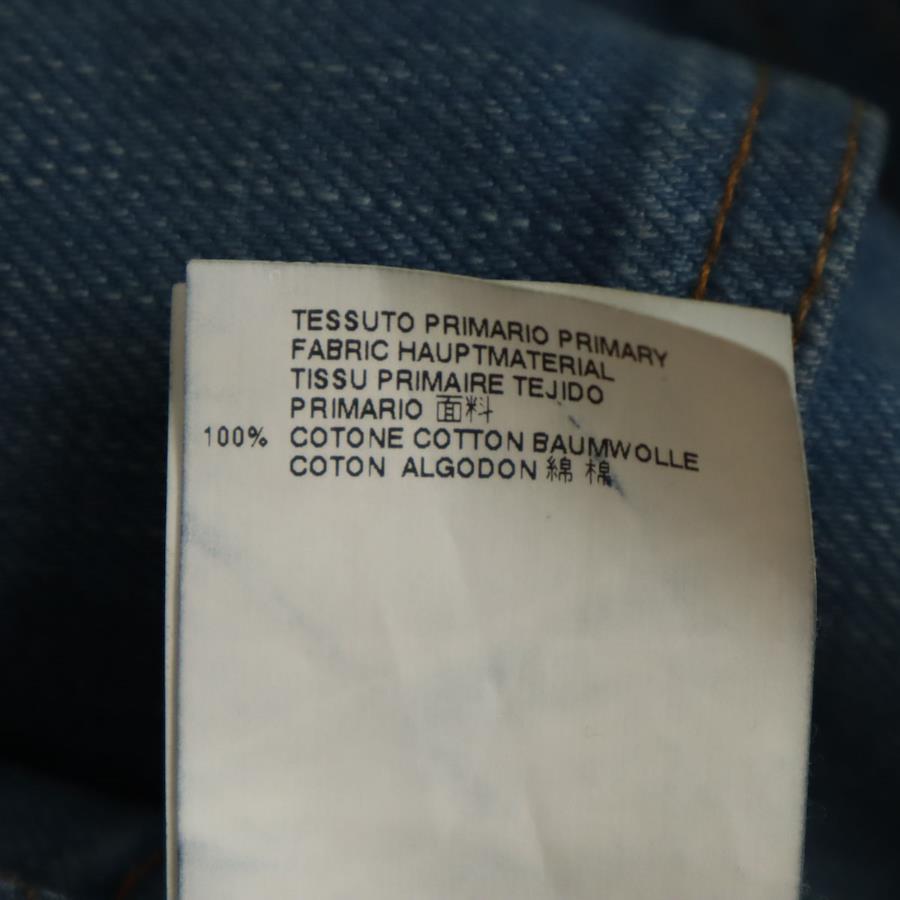 TESSUTO PRIMARIO PRIMARY
FABRIC HAUPTMATERIAL
TISSU PRIMAIRE TEJIDO
PRIMARIO 面料
100% COTONE COTTON BAUMWOLLE
COTON ALGODON 綿 棉